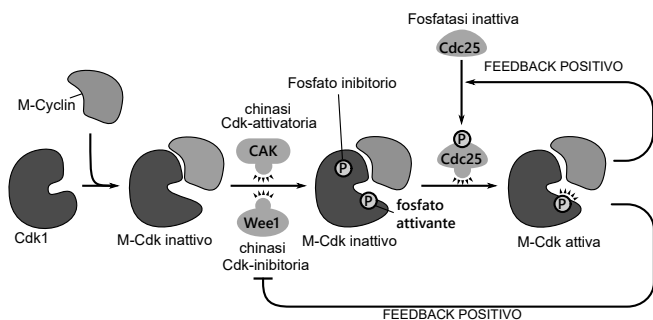 Fosfatasi inattiva
Cdc25
FEEDBACK POSITIVO
Fosfato inibitorio
M-Cyclin
chinasi
Cdk-attivatoria
CAK
P
P
Cdc25
Wee1
P
fosfato
attivante
P
Cdk1
M-Cdk inattivo
chinasi
Cdk-inibitoria
M-Cdk inattivo
M-Cdk attiva
FEEDBACK POSITIVO